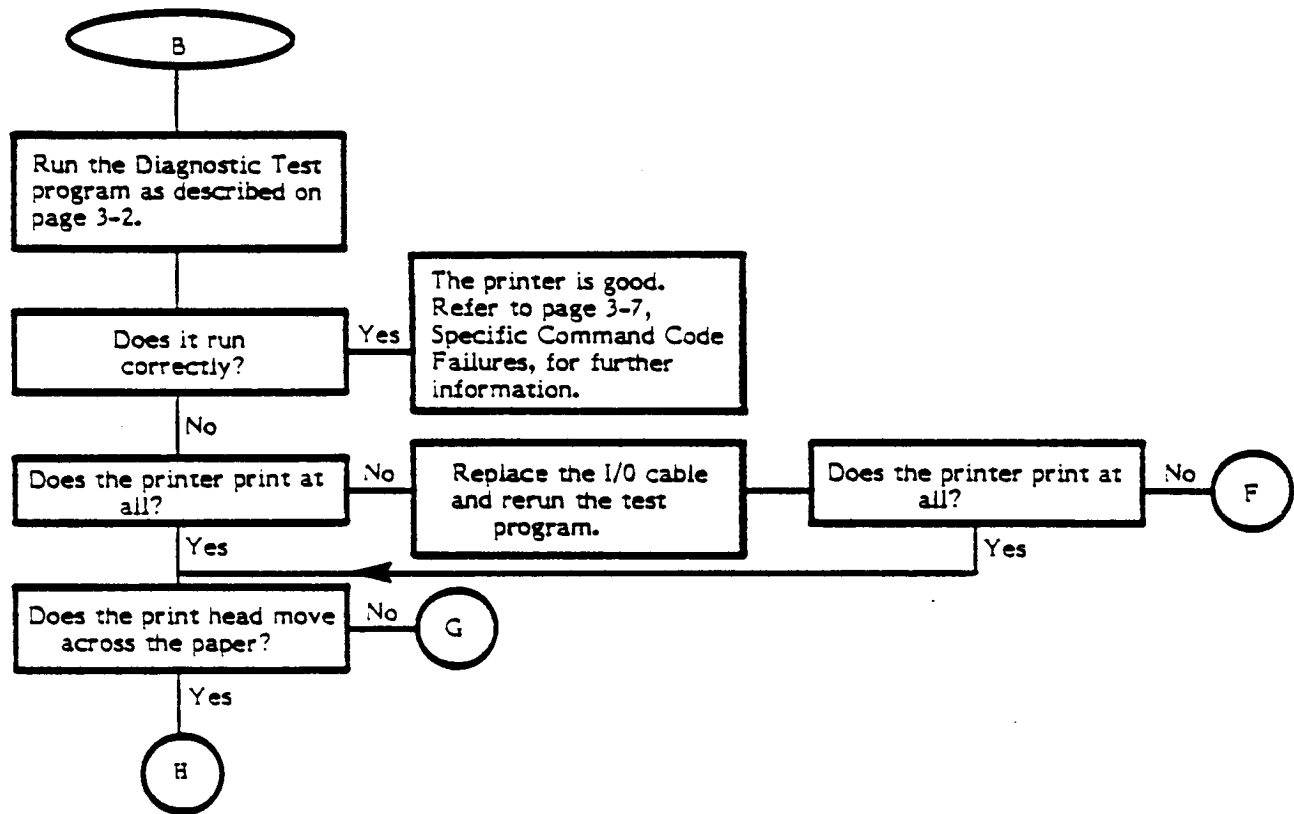 B
Run the Diagnostic Test
program as described on
page 3-2.
Does it run
correctly?
Yes
The printer is good.
Refer to page 3-7,
Specific Command Code
Failures, for further
information.
No
Does the printer print at
all?
No
Replace the I/0 cable
and rerun the test
program.
Does the printer print at
all?
No
F
Yes
Yes
Does the print head move
across the paper?
No
G
Yes
H